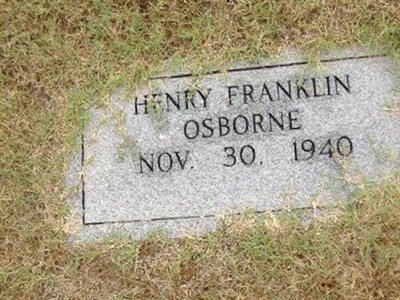 HENRY FRANKLIN
OSBORNE
NOV. 30. 1940